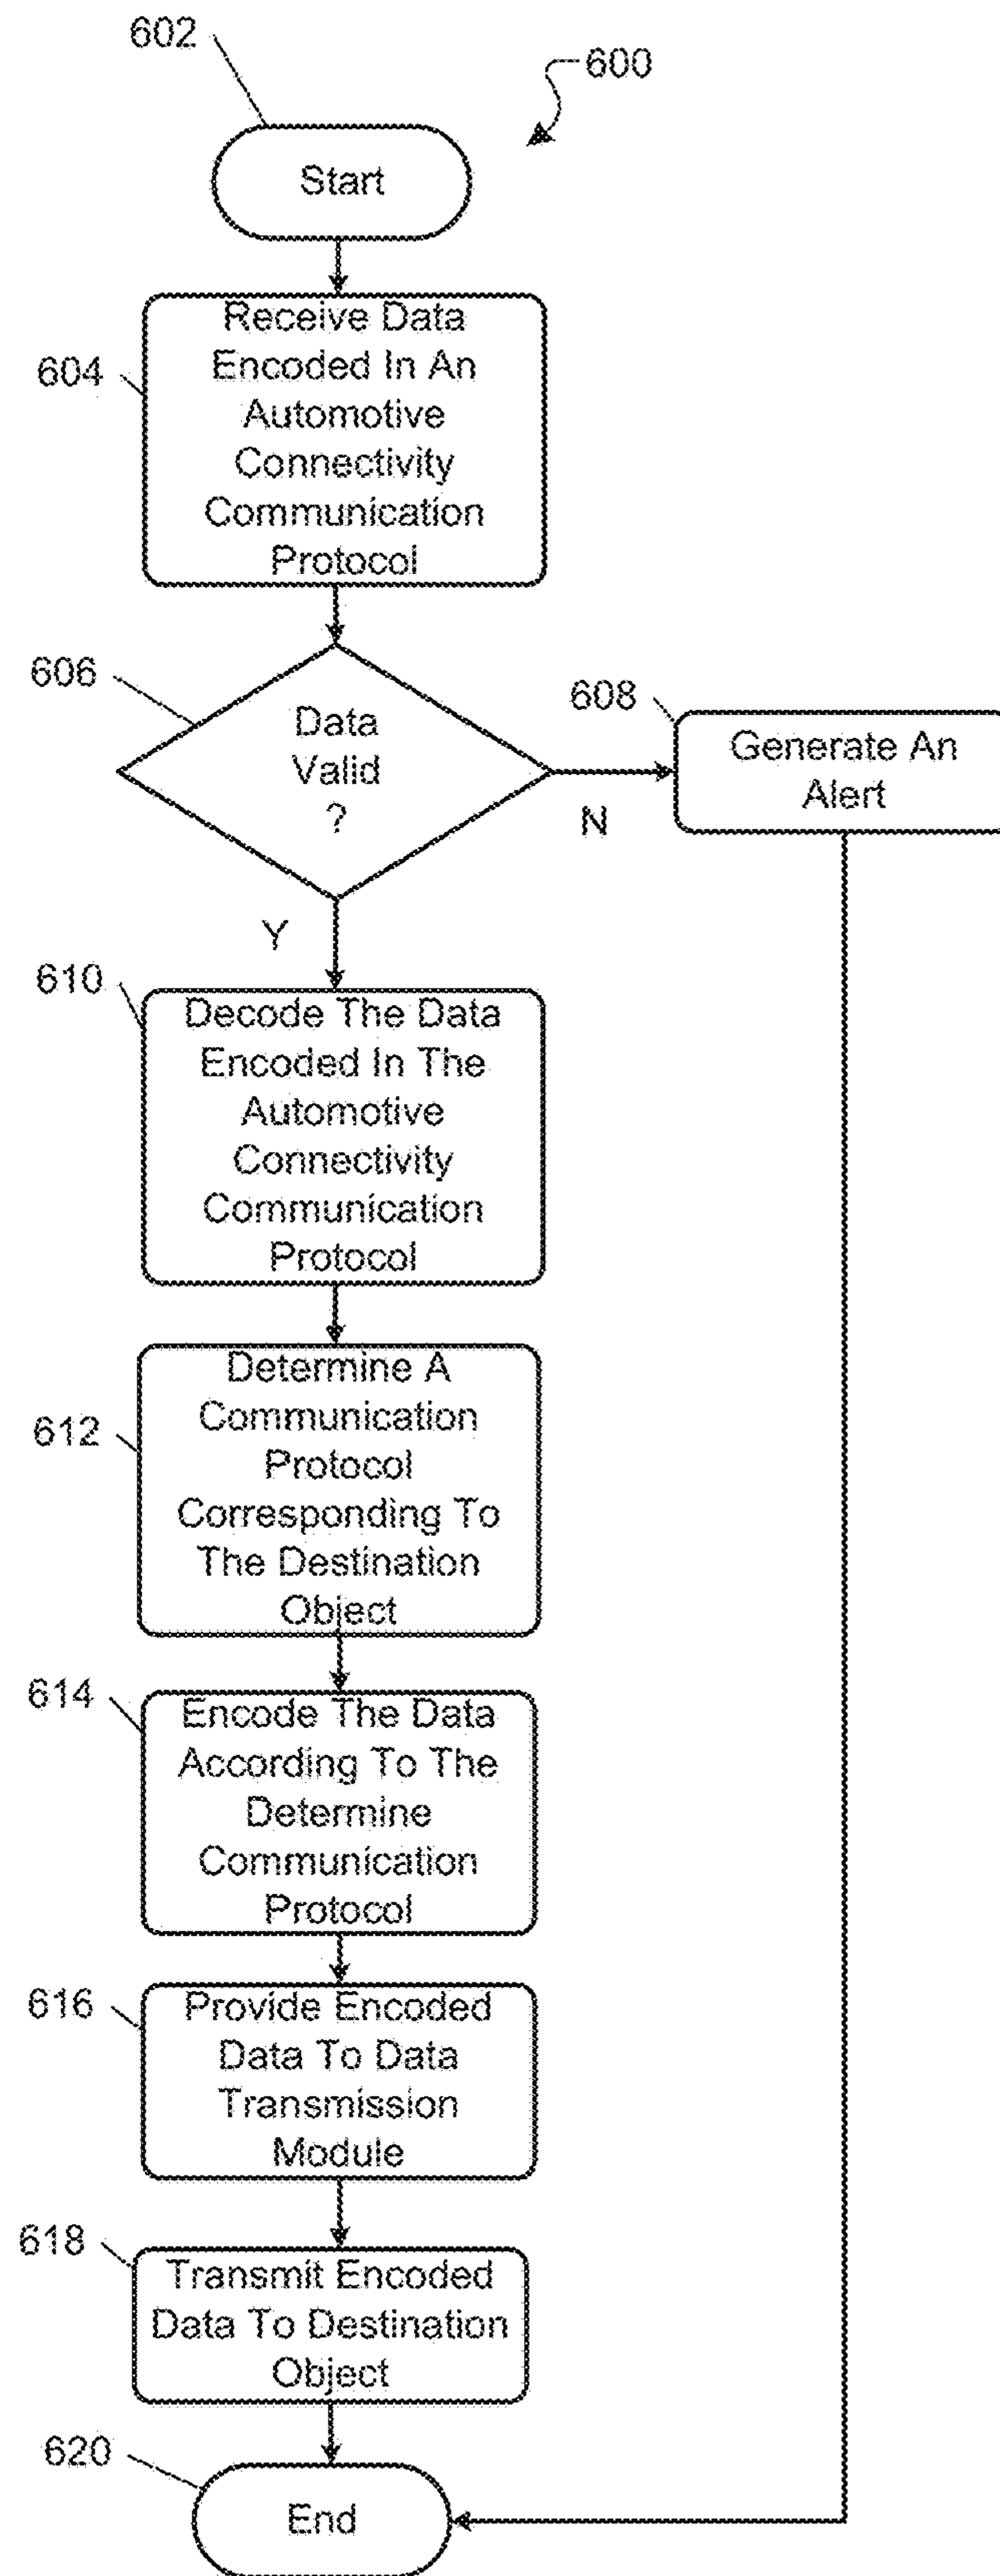 602
600
Start
604
Receive Data
Encoded In An
Automotive
Connectivity
Communication
Protocol
606
Data
Valid
?
N
608
Generate An
Alert
Y
610
Decode The Data
Encoded In The
Automotive
Connectivity
Communication
Protocol
612
Determine A
Communication
Protocol
Corresponding To
The Destination
Object
614
Encode The Data
According To The
Determine
Communication
Protocol
616
Provide Encoded
Data To Data
Transmission
Module
618
Transmit Encoded
Data To Destination
Object
620
End